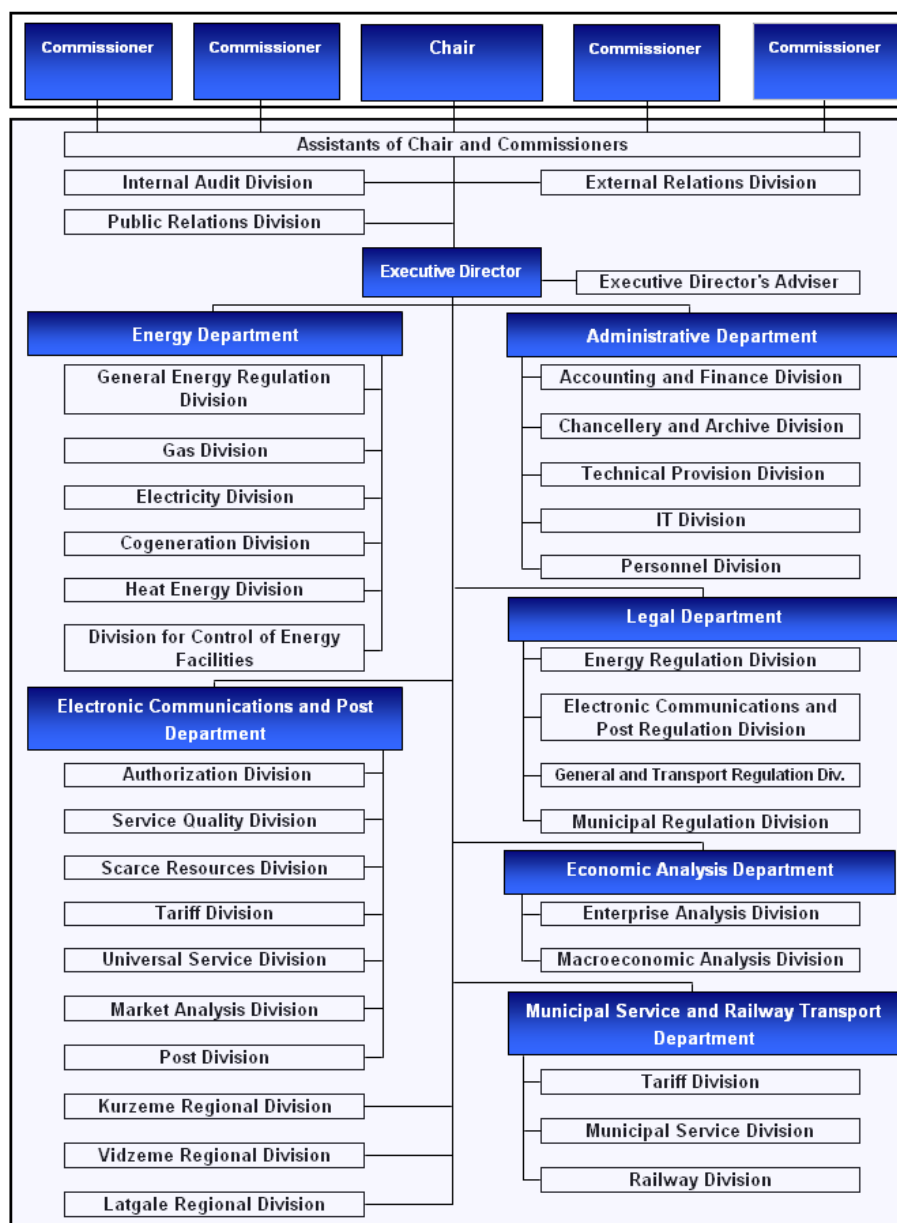 Commissioner
Commissioner
Chair
Commissioner
Commissioner
Assistants of Chair and Commissioners
Internal Audit Division
External Relations Division
Public Relations Division
Executive Director
Executive Director's Adviser
Energy Department
General Energy Regulation
Division
Gas Division
Electricity Division
Cogeneration Division
Heat Energy Division
Division for Control of Energy
Facilities
Electronic Communications and Post
Department
Authorization Division
Service Quality Division
Scarce Resources Division
Tariff Division
Universal Service Division
Market Analysis Division
Post Division
Kurzeme Regional Division
Vidzeme Regional Division
Latgale Regional Division
Administrative Department
Accounting and Finance Division
Chancellery and Archive Division
Technical Provision Division
IT Division
Personnel Division
Legal Department
Energy Regulation Division
Electronic Communications and
Post Regulation Division
General and Transport Regulation Div.
Municipal Regulation Division
Economic Analysis Department
Enterprise Analysis Division
Macroeconomic Analysis Division
Municipal Service and Railway Transport
Department
Tariff Division
Municipal Service Division
Railway Division